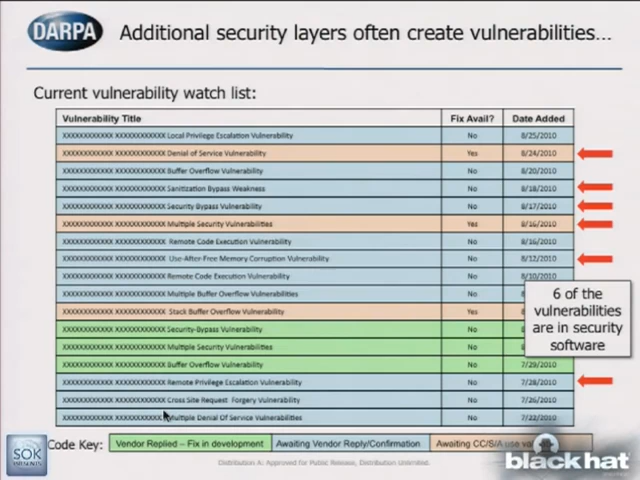 DARPA
Additional security layers often create vulnerabilities...
Current vulnerability watch list:
Vulnerability Title Fix Avail? Date Added
XXXXXXXXXXXX XXXXXXXXXXXX Local Privilege Escalation Vulnerability No 8/25/2010
XXXXXXXXXXXX XXXXXXXXXXXX Denial of Service Vulnerability Yes 8/24/2010
XXXXXXXXXXXX XXXXXXXXXXXX Buffer Overflow Vulnerability No 8/20/2010
XXXXXXXXXXXX XXXXXXXXXXXX Sanitization Bypass Weakness No 8/18/2010
XXXXXXXXXXXX XXXXXXXXXXXX Security Bypass Vulnerability No 8/17/2010
XXXXXXXXXXXX XXXXXXXXXXXX Multiple Security Vulnerabilities Yes 8/16/2010
XXXXXXXXXXXX XXXXXXXXXXXX Remote Code Execution Vulnerability No 8/16/2010
XXXXXXXXXXXX XXXXXXXXXXXX Use-After-Free Memory Corruption Vulnerability No 8/12/2010
XXXXXXXXXXXX XXXXXXXXXXXX Remote Code Execution Vulnerability No 8/10/2010
XXXXXXXXXXXX XXXXXXXXXXXX Multiple Buffer Overflow Vulnerabilities No
XXXXXXXXXXXX XXXXXXXXXXXX Stack Buffer Overflow Vulnerability Yes
XXXXXXXXXXXX XXXXXXXXXXXX Security-Bypass Vulnerability No
XXXXXXXXXXXX XXXXXXXXXXXX Multiple Security Vulnerabilities No
XXXXXXXXXXXX XXXXXXXXXXXX Buffer Overflow Vulnerability No 7/29/2010
XXXXXXXXXXXX XXXXXXXXXXXX Remote Privilege Escalation Vulnerability No 7/28/2010
XXXXXXXXXXXX XXXXXXXXXXXX Cross Site Request Forgery Vulnerability No 7/26/2010
XXXXXXXXXXXX XXXXXXXXXXXX Multiple Denial Of Service Vulnerabilities No 7/22/2010
6 of the
vulnerabilities
are in security
software
Code Key: Vendor Replied – Fix in development Awaiting Vendor Reply/Confirmation Awaiting CC/S/A use
Distribution A: Approved for Public Release, Distribution Unlimited.
SOK
black hat